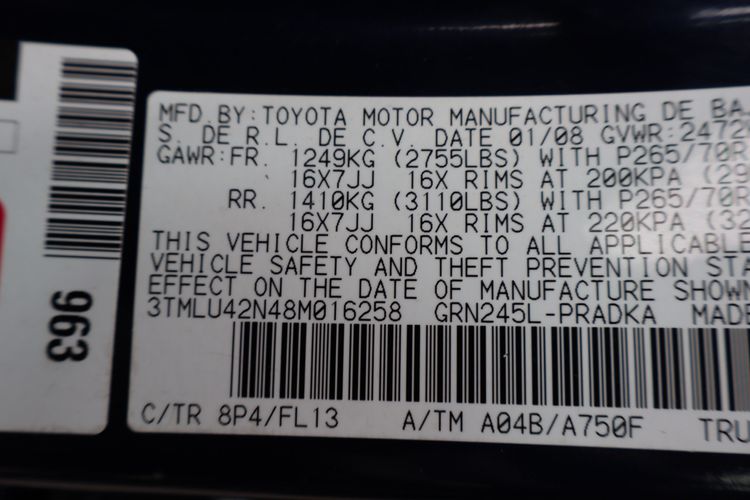 MFD. BY: TOYOTA MOTOR MANUFACTURING DE BA
S. DE R.L. DE C.V. DATE 01/08 GVWR:2472
GAWR:FR. 1249KG (2755LBS) WITH P265/70R
16X7JJ 16X RIMS AT 200KPA (29
RR. 1410KG (3110LBS) WITH P265/70R
16X7JJ 16X RIMS AT 220KPA (32
THIS VEHICLE CONFORMS TO ALL APPLICABLE
VEHICLE SAFETY AND THEFT PREVENTION STA
EFFECT ON THE DATE OF MANUFACTURE SHOWN
3TMLU42N48M016258 GRN245L-PRADKA MADE
C/TR 8P4/FL13 A/TM A04B/A750F TRU
963